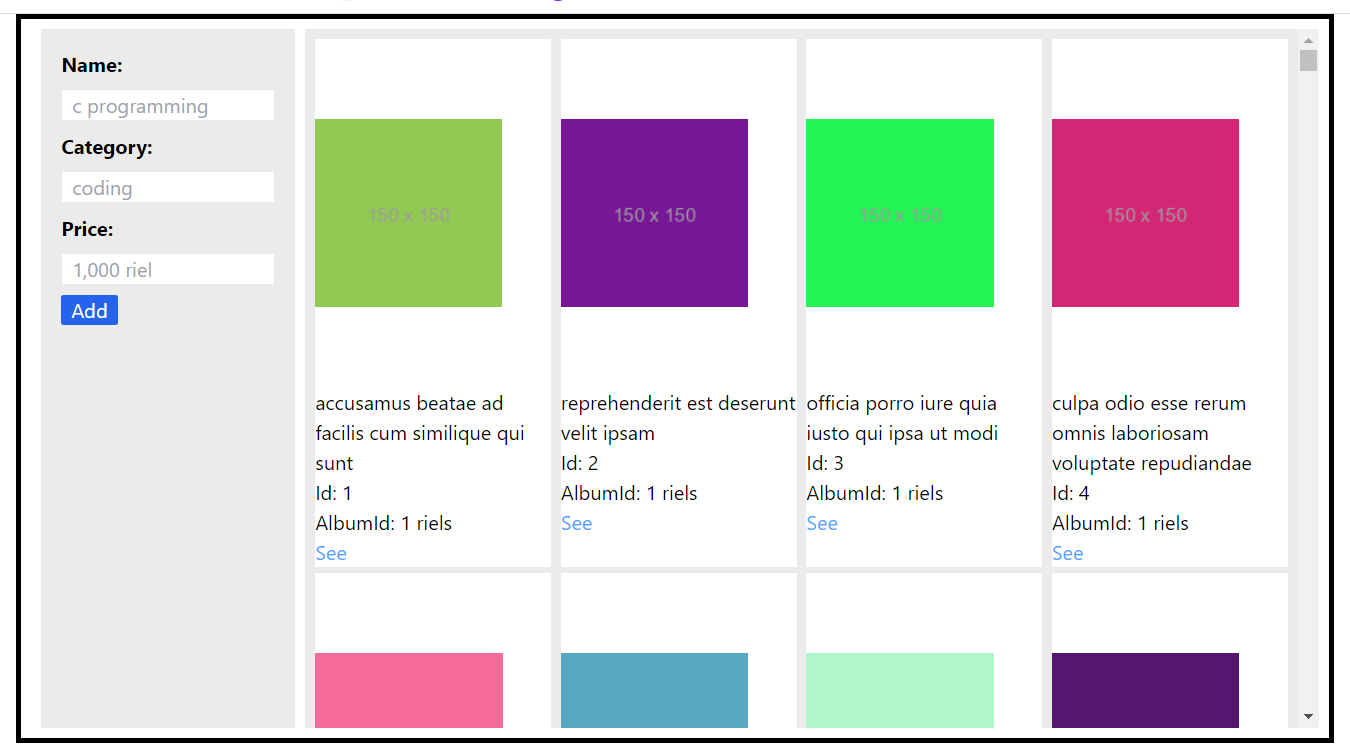 Name:
c programming
Category:
coding
Price:
1,000 riel
Add
150 x 150
150 x 150
150 x 150
150 x 150
accusamus beatae ad
facilis cum similique qui
sunt
Id: 1
AlbumId: 1 riels
See
reprehenderit est deserunt
velit ipsam
Id: 2
AlbumId: 1 riels
See
officia porro iure quia
iusto qui ipsa ut modi
Id: 3
AlbumId: 1 riels
See
culpa odio esse rerum
omnis laboriosam
voluptate repudiandae
Id: 4
AlbumId: 1 riels
See